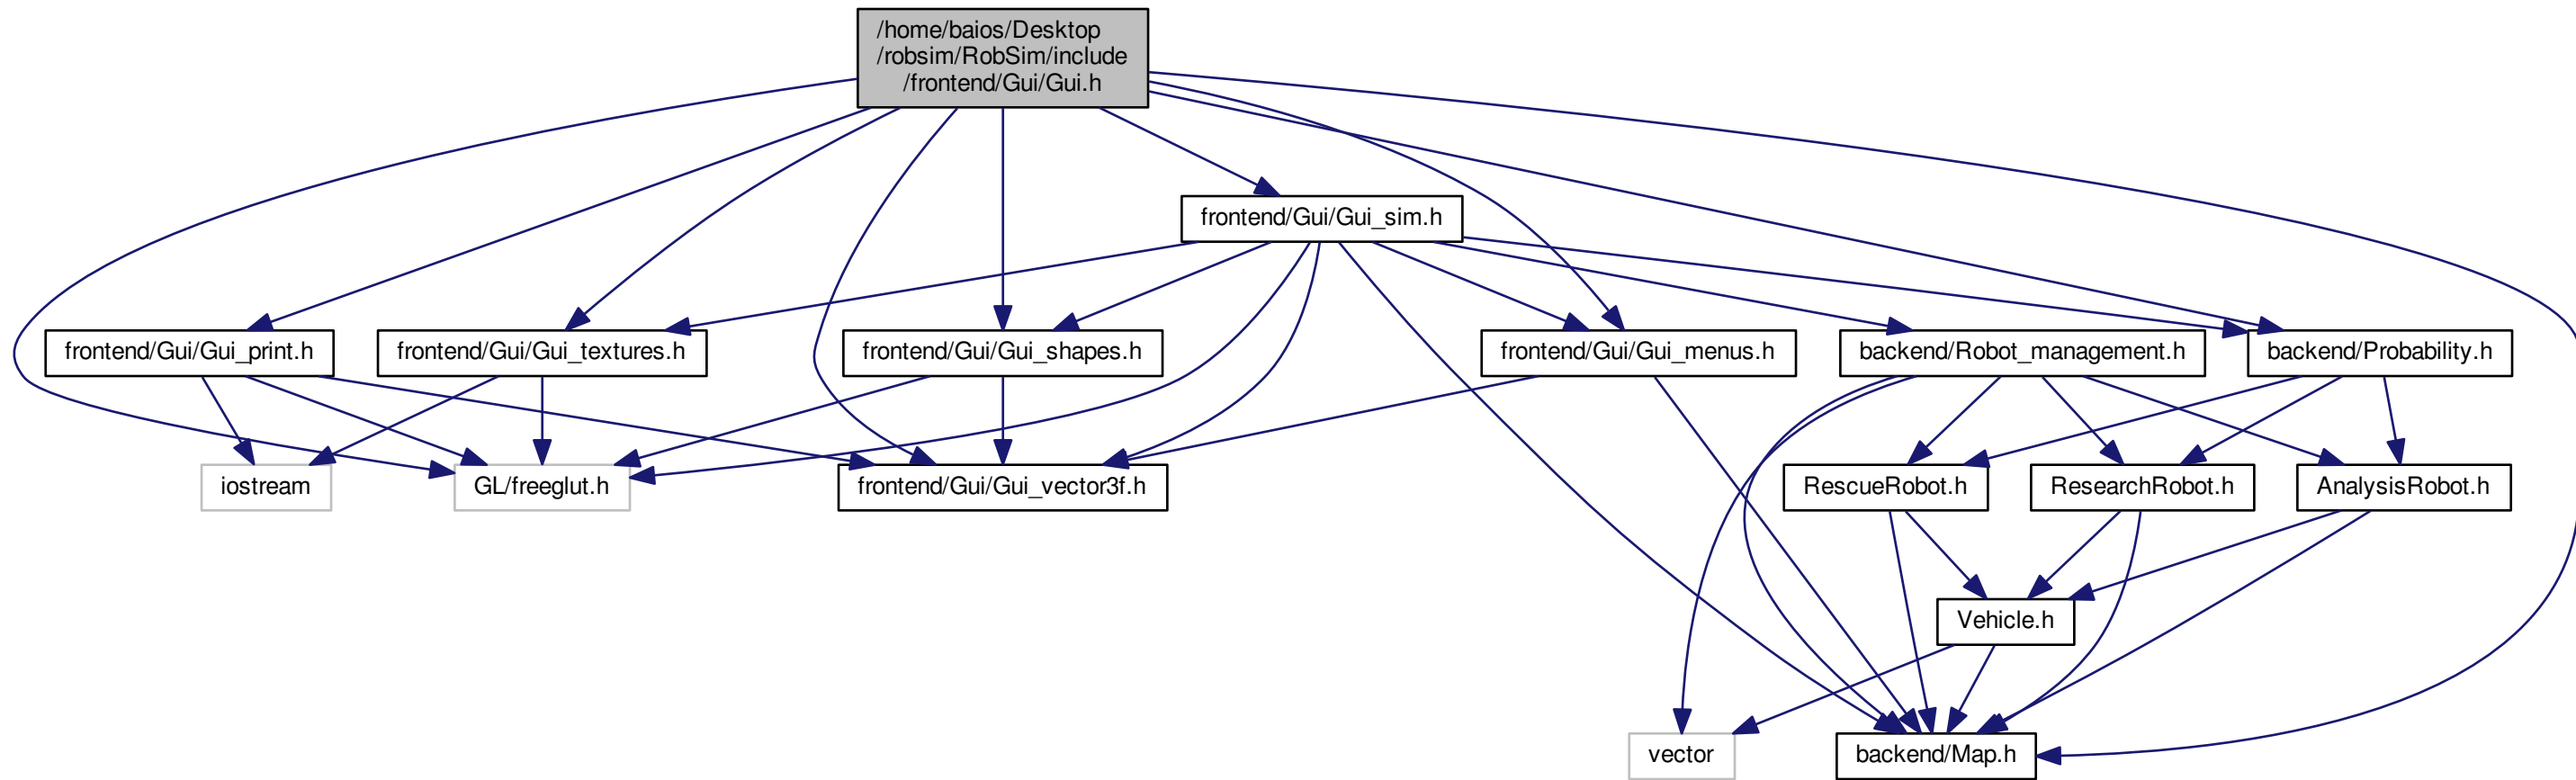 /home/baios/Desktop
/robsim/RobSim/include
/frontend/Gui/Gui.h
frontend/Gui/Gui_sim.h
frontend/Gui/Gui_print.h
frontend/Gui/Gui_textures.h
frontend/Gui/Gui_shapes.h
frontend/Gui/Gui_menus.h
backend/Robot_management.h
backend/Probability.h
iostream
GL/freeglut.h
frontend/Gui/Gui_vector3f.h
RescueRobot.h
ResearchRobot.h
AnalysisRobot.h
Vehicle.h
vector
backend/Map.h